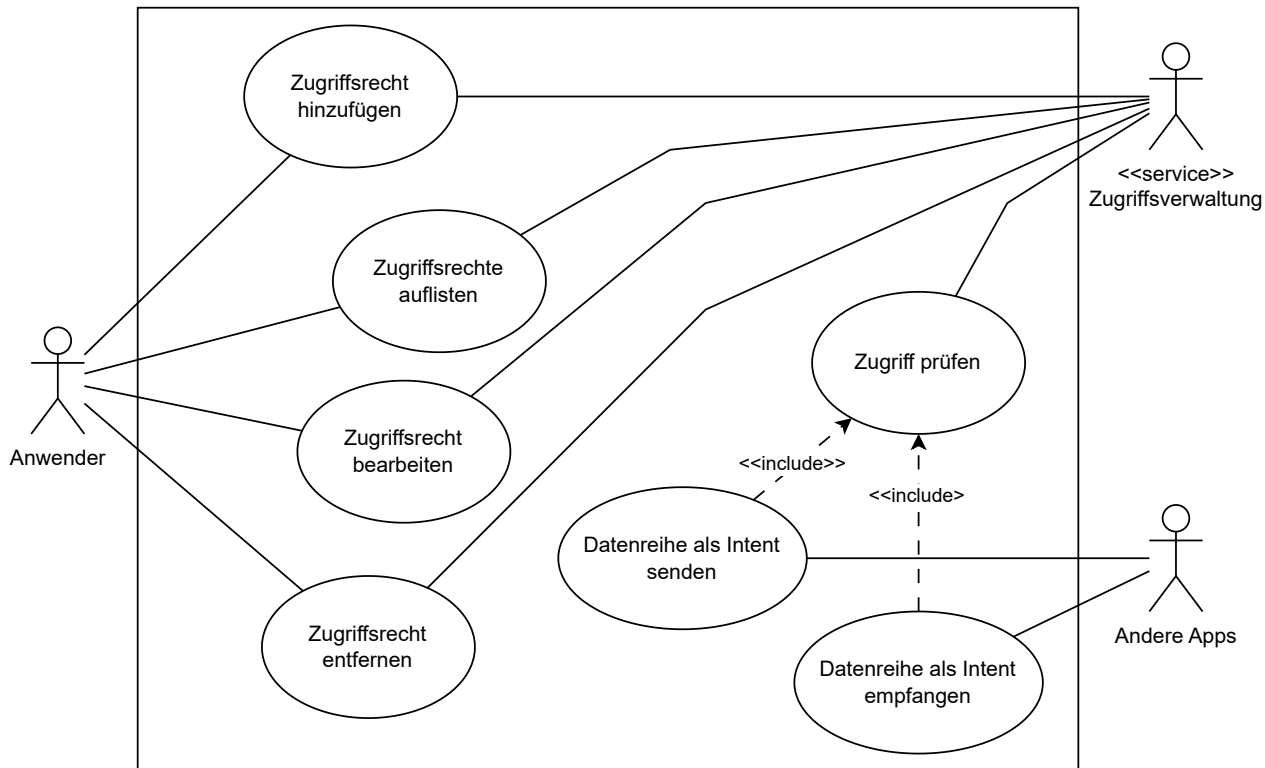 Zugriffsrecht
hinzufügen
<<service>>
Zugriffsverwaltung
Zugriffsrechte
auflisten
Zugriff prüfen
Anwender
Zugriffsrecht
bearbeiten
<<include>>
<<include>
Datenreihe als Intent
senden
Zugriffsrecht
entfernen
Andere Apps
Datenreihe als Intent
empfangen